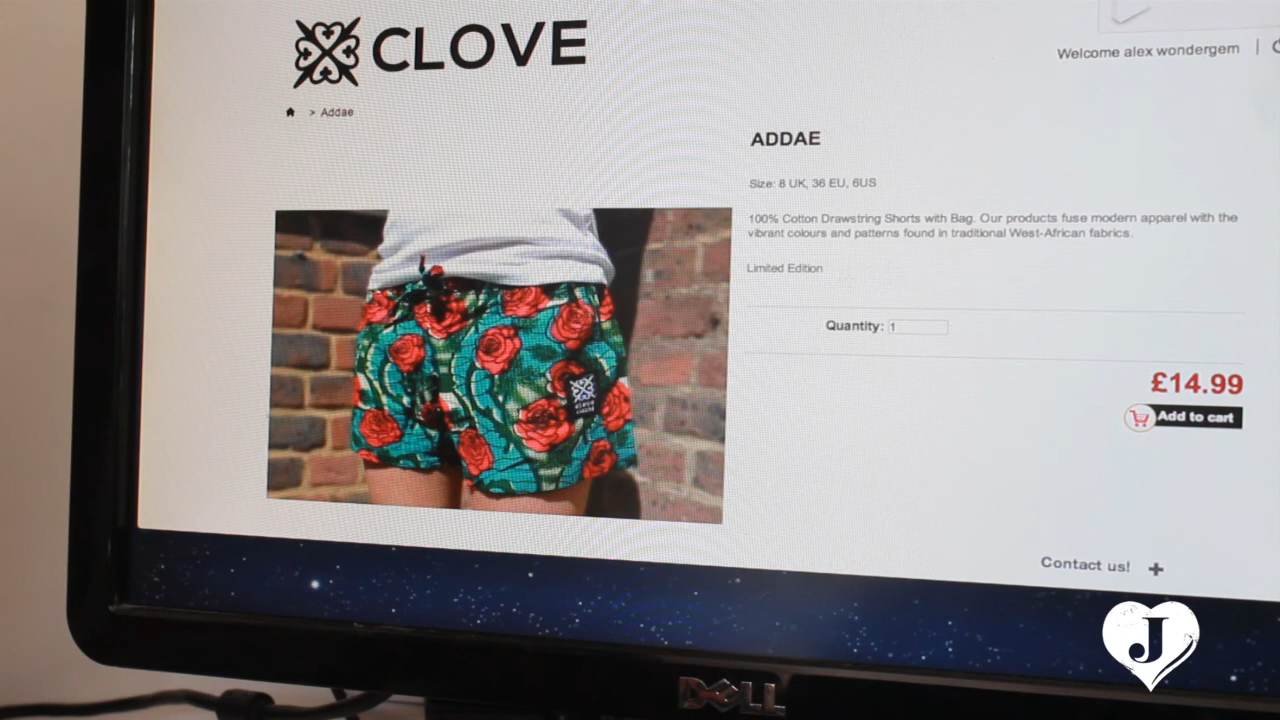 CLOVE
Welcome alex wondergem |
> Addae
ADDAE
Size: 8 UK, 36 EU, 6US
100% Cotton Drawstring Shorts with Bag. Our products fuse modern apparel with the
vibrant colours and patterns found in traditional West-African fabrics.
Limited Edition
Quantity: 1
£14.99
Add to cart
CLOVE
Contact us! +
J
DELL